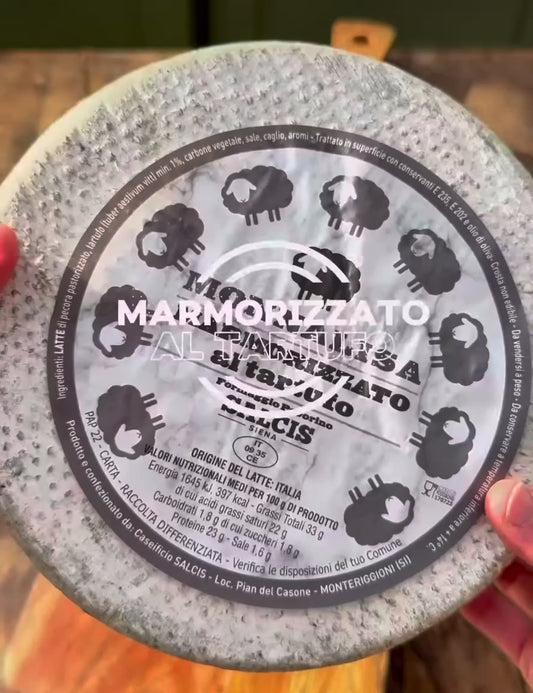 MARMORIZZATO
AL TARTUFO
al tartufo
Formaggio
SALCIS
SIENA
IT
09 35
CE
ORIGINE DEL LATTE: ITALIA
VALORI NUTRIZIONALI MEDI PER 100 G DI PRODOTTO
Energia 1645 kJ, 397 kcal - Grassi Totali 33 g
di cui acidi grassi saturi 22 g
Carboidrati 1,8 g di cui zuccheri 1,8 g
Proteine 23 g - Sale 1,6 g
PAP 22 - CARTA - RACCOLTA DIFFERENZIATA - Verifica le disposizioni del tuo Comune
Ingredienti: LATTE di pecora pastorizzato, tartufo (tuber aestivum vitt) min. 1%, carbone vegetale, sale, caglio, aromi - Trattato in superficie con conservanti E 235, E 202 e olio di oliva- Crosta non edibile - Da vendersi a peso - Da conservare a temperatura inferiore a + 14°C.
Prodotto e confezionato da: Caseificio SALCIS - Loc. Pian del Casone - MONTERIGGIONI (SI)